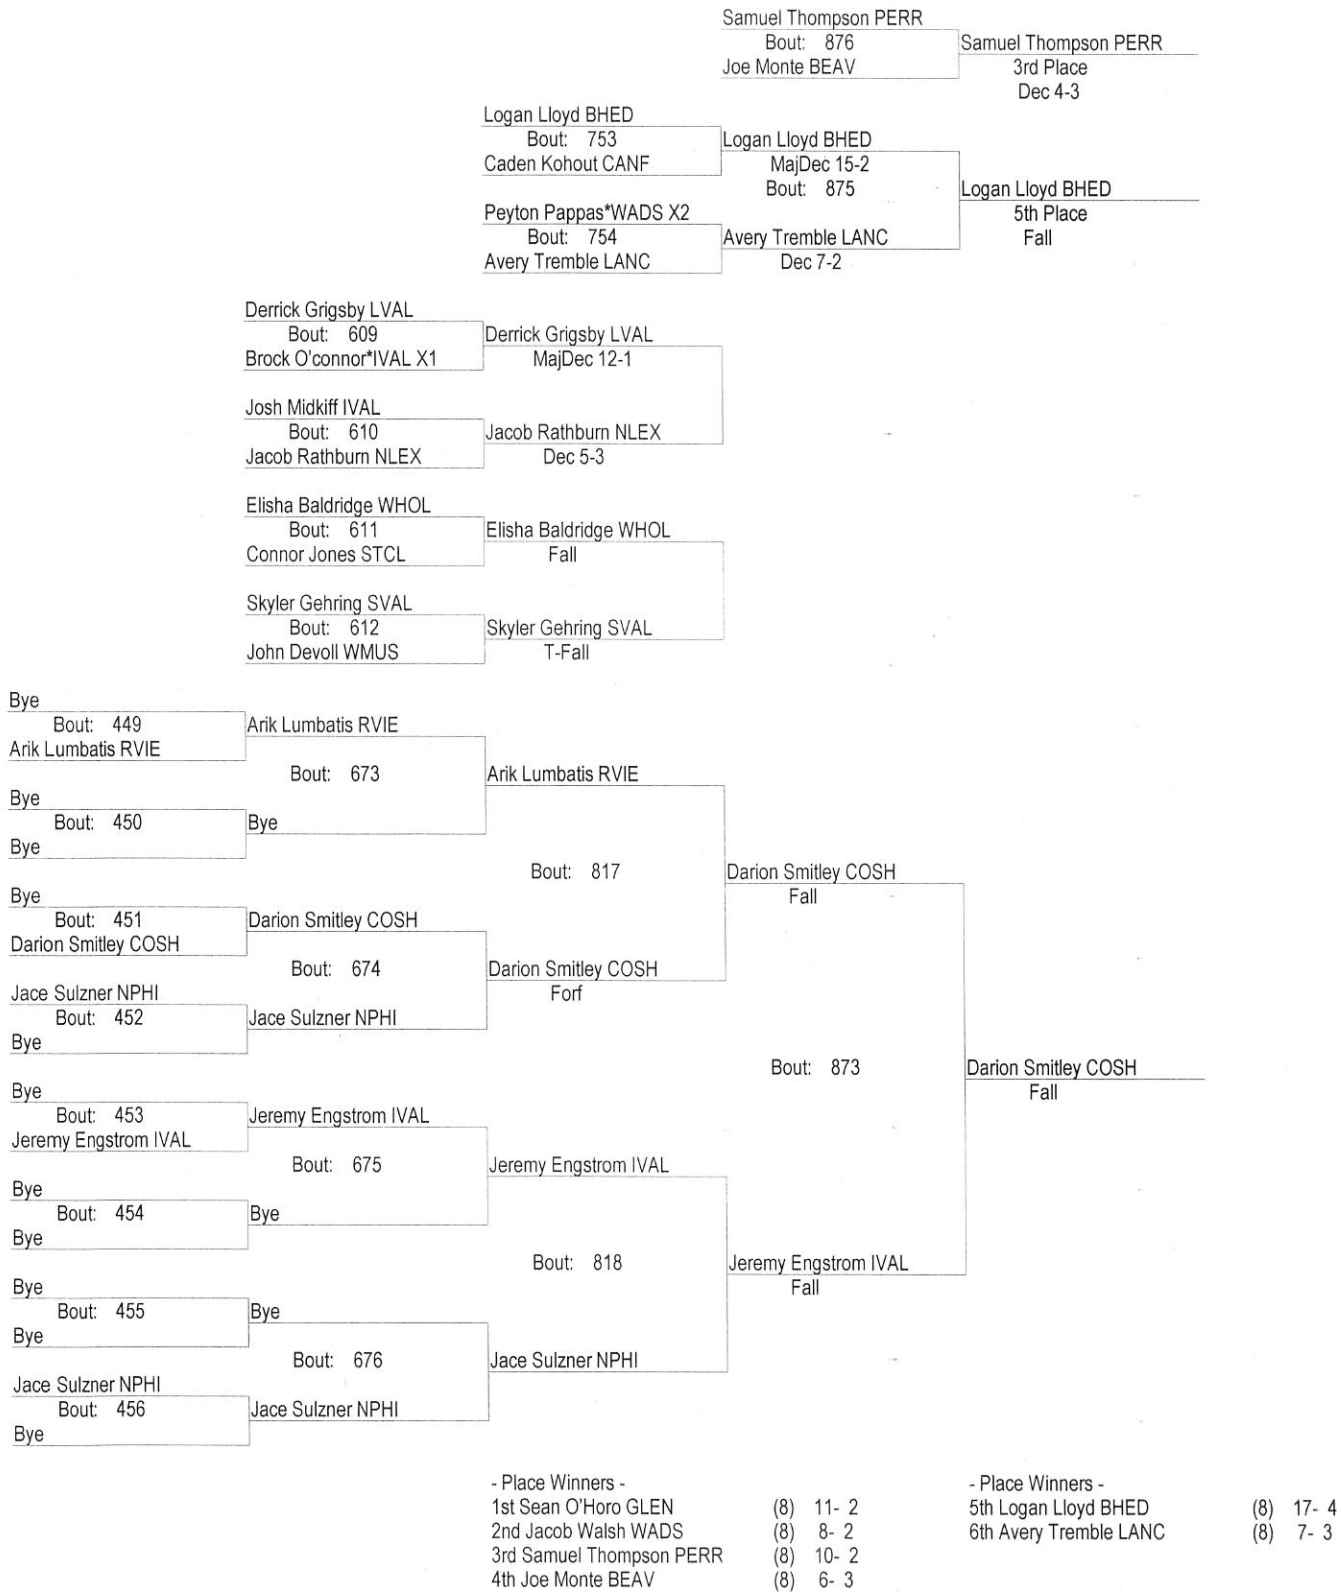 Samuel Thompson PERR
Bout: 876
Joe Monte BEAV
Samuel Thompson PERR
3rd Place
Dec 4-3
Logan Lloyd BHED
Bout: 753
Caden Kohout CANF
Logan Lloyd BHED
MajDec 15-2
Bout: 875
Logan Lloyd BHED
5th Place
Fall
Peyton Pappas*WADS X2
Bout: 754
Avery Tremble LANC
Avery Tremble LANC
Dec 7-2
Derrick Grigsby LVAL
Bout: 609
Brock O'connor*IVAL X1
Derrick Grigsby LVAL
MajDec 12-1
Josh Midkiff IVAL
Bout: 610
Jacob Rathburn NLEX
Jacob Rathburn NLEX
Dec 5-3
Elisha Baldridge WHOL
Bout: 611
Connor Jones STCL
Elisha Baldridge WHOL
Fall
Skyler Gehring SVAL
Bout: 612
John Devoll WMUS
Skyler Gehring SVAL
T-Fall
Bye
Bout: 449
Arik Lumbatis RVIE
Arik Lumbatis RVIE
Bout: 673
Arik Lumbatis RVIE
Bye
Bout: 450
Bye
Bye
Bout: 817
Darion Smitley COSH
Fall
Bye
Bout: 451
Darion Smitley COSH
Darion Smitley COSH
Bout: 674
Darion Smitley COSH
Forf
Jace Sulzner NPHI
Bout: 452
Bye
Jace Sulzner NPHI
Bout: 873
Darion Smitley COSH
Fall
Bye
Bout: 453
Jeremy Engstrom IVAL
Jeremy Engstrom IVAL
Bout: 675
Jeremy Engstrom IVAL
Bye
Bout: 454
Bye
Bye
Bout: 818
Jeremy Engstrom IVAL
Fall
Bye
Bout: 455
Bye
Bye
Bout: 676
Jace Sulzner NPHI
Jace Sulzner NPHI
Bout: 456
Bye
Jace Sulzner NPHI
- Place Winners -
1st Sean O'Horo GLEN (8) 11- 2
2nd Jacob Walsh WADS (8) 8- 2
3rd Samuel Thompson PERR (8) 10- 2
4th Joe Monte BEAV (8) 6- 3
- Place Winners -
5th Logan Lloyd BHED (8) 17- 4
6th Avery Tremble LANC (8) 7- 3